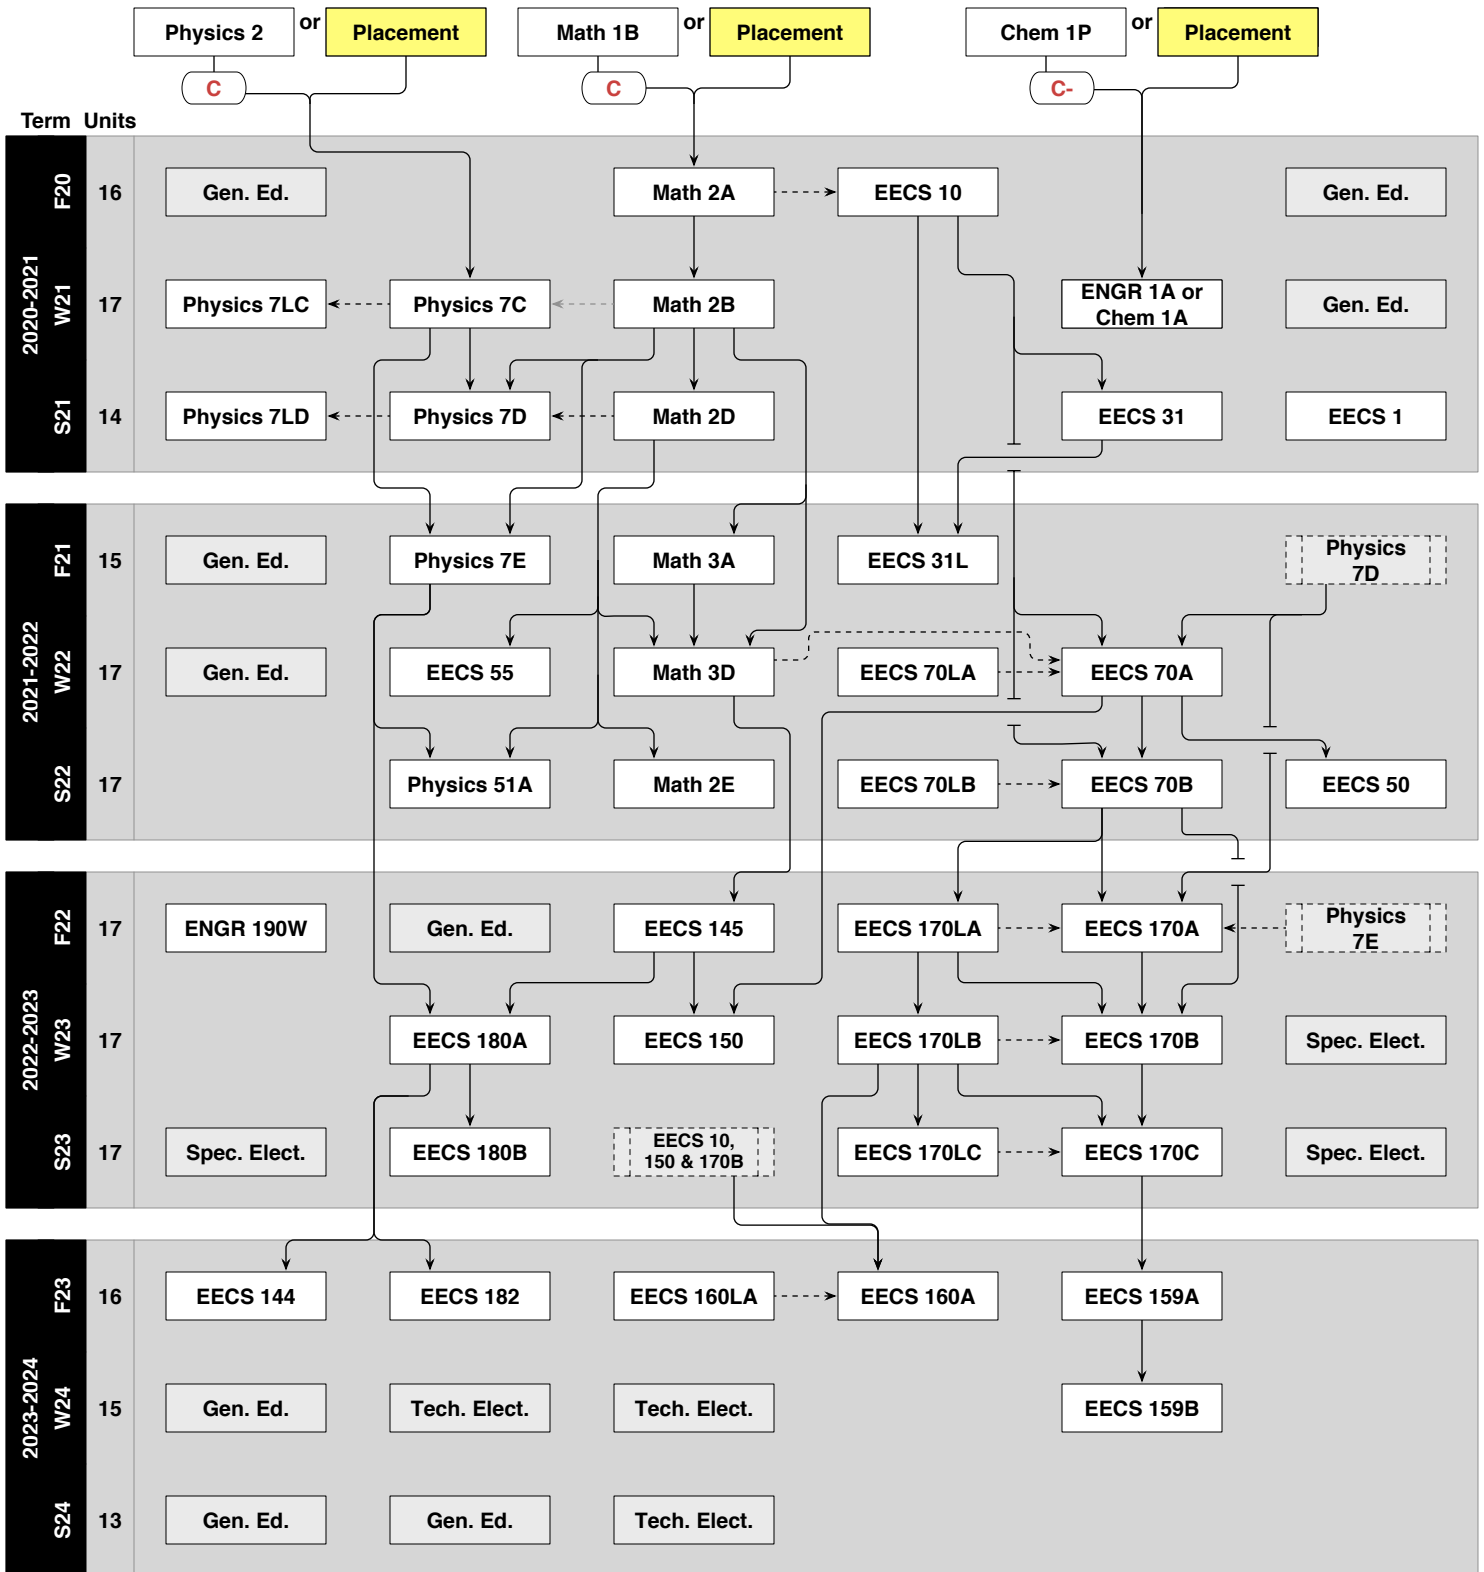 Physics 2 or Placement Math 1B or Placement Chem 1P or Placement
C C C-
Term Units
2020-2021
F20 16 Gen. Ed. Math 2A EECS 10 Gen. Ed.
W21 17 Physics 7LC Physics 7C Math 2B ENGR 1A or
Chem 1A Gen. Ed.
S21 14 Physics 7LD Physics 7D Math 2D EECS 31 EECS 1
2021-2022
F21 15 Gen. Ed. Physics 7E Math 3A EECS 31L Physics
7D
W22 17 Gen. Ed. EECS 55 Math 3D EECS 70LA EECS 70A
S22 17 Physics 51A Math 2E EECS 70LB EECS 70B EECS 50
2022-2023
F22 17 ENGR 190W Gen. Ed. EECS 145 EECS 170LA EECS 170A Physics
7E
W23 17 EECS 180A EECS 150 EECS 170LB EECS 170B Spec. Elect.
S23 17 Spec. Elect. EECS 180B EECS 10,
150 & 170B EECS 170LC EECS 170C Spec. Elect.
2023-2024
F23 16 EECS 144 EECS 182 EECS 160LA EECS 160A EECS 159A
W24 15 Gen. Ed. Tech. Elect. Tech. Elect. EECS 159B
S24 13 Gen. Ed. Gen. Ed. Tech. Elect.